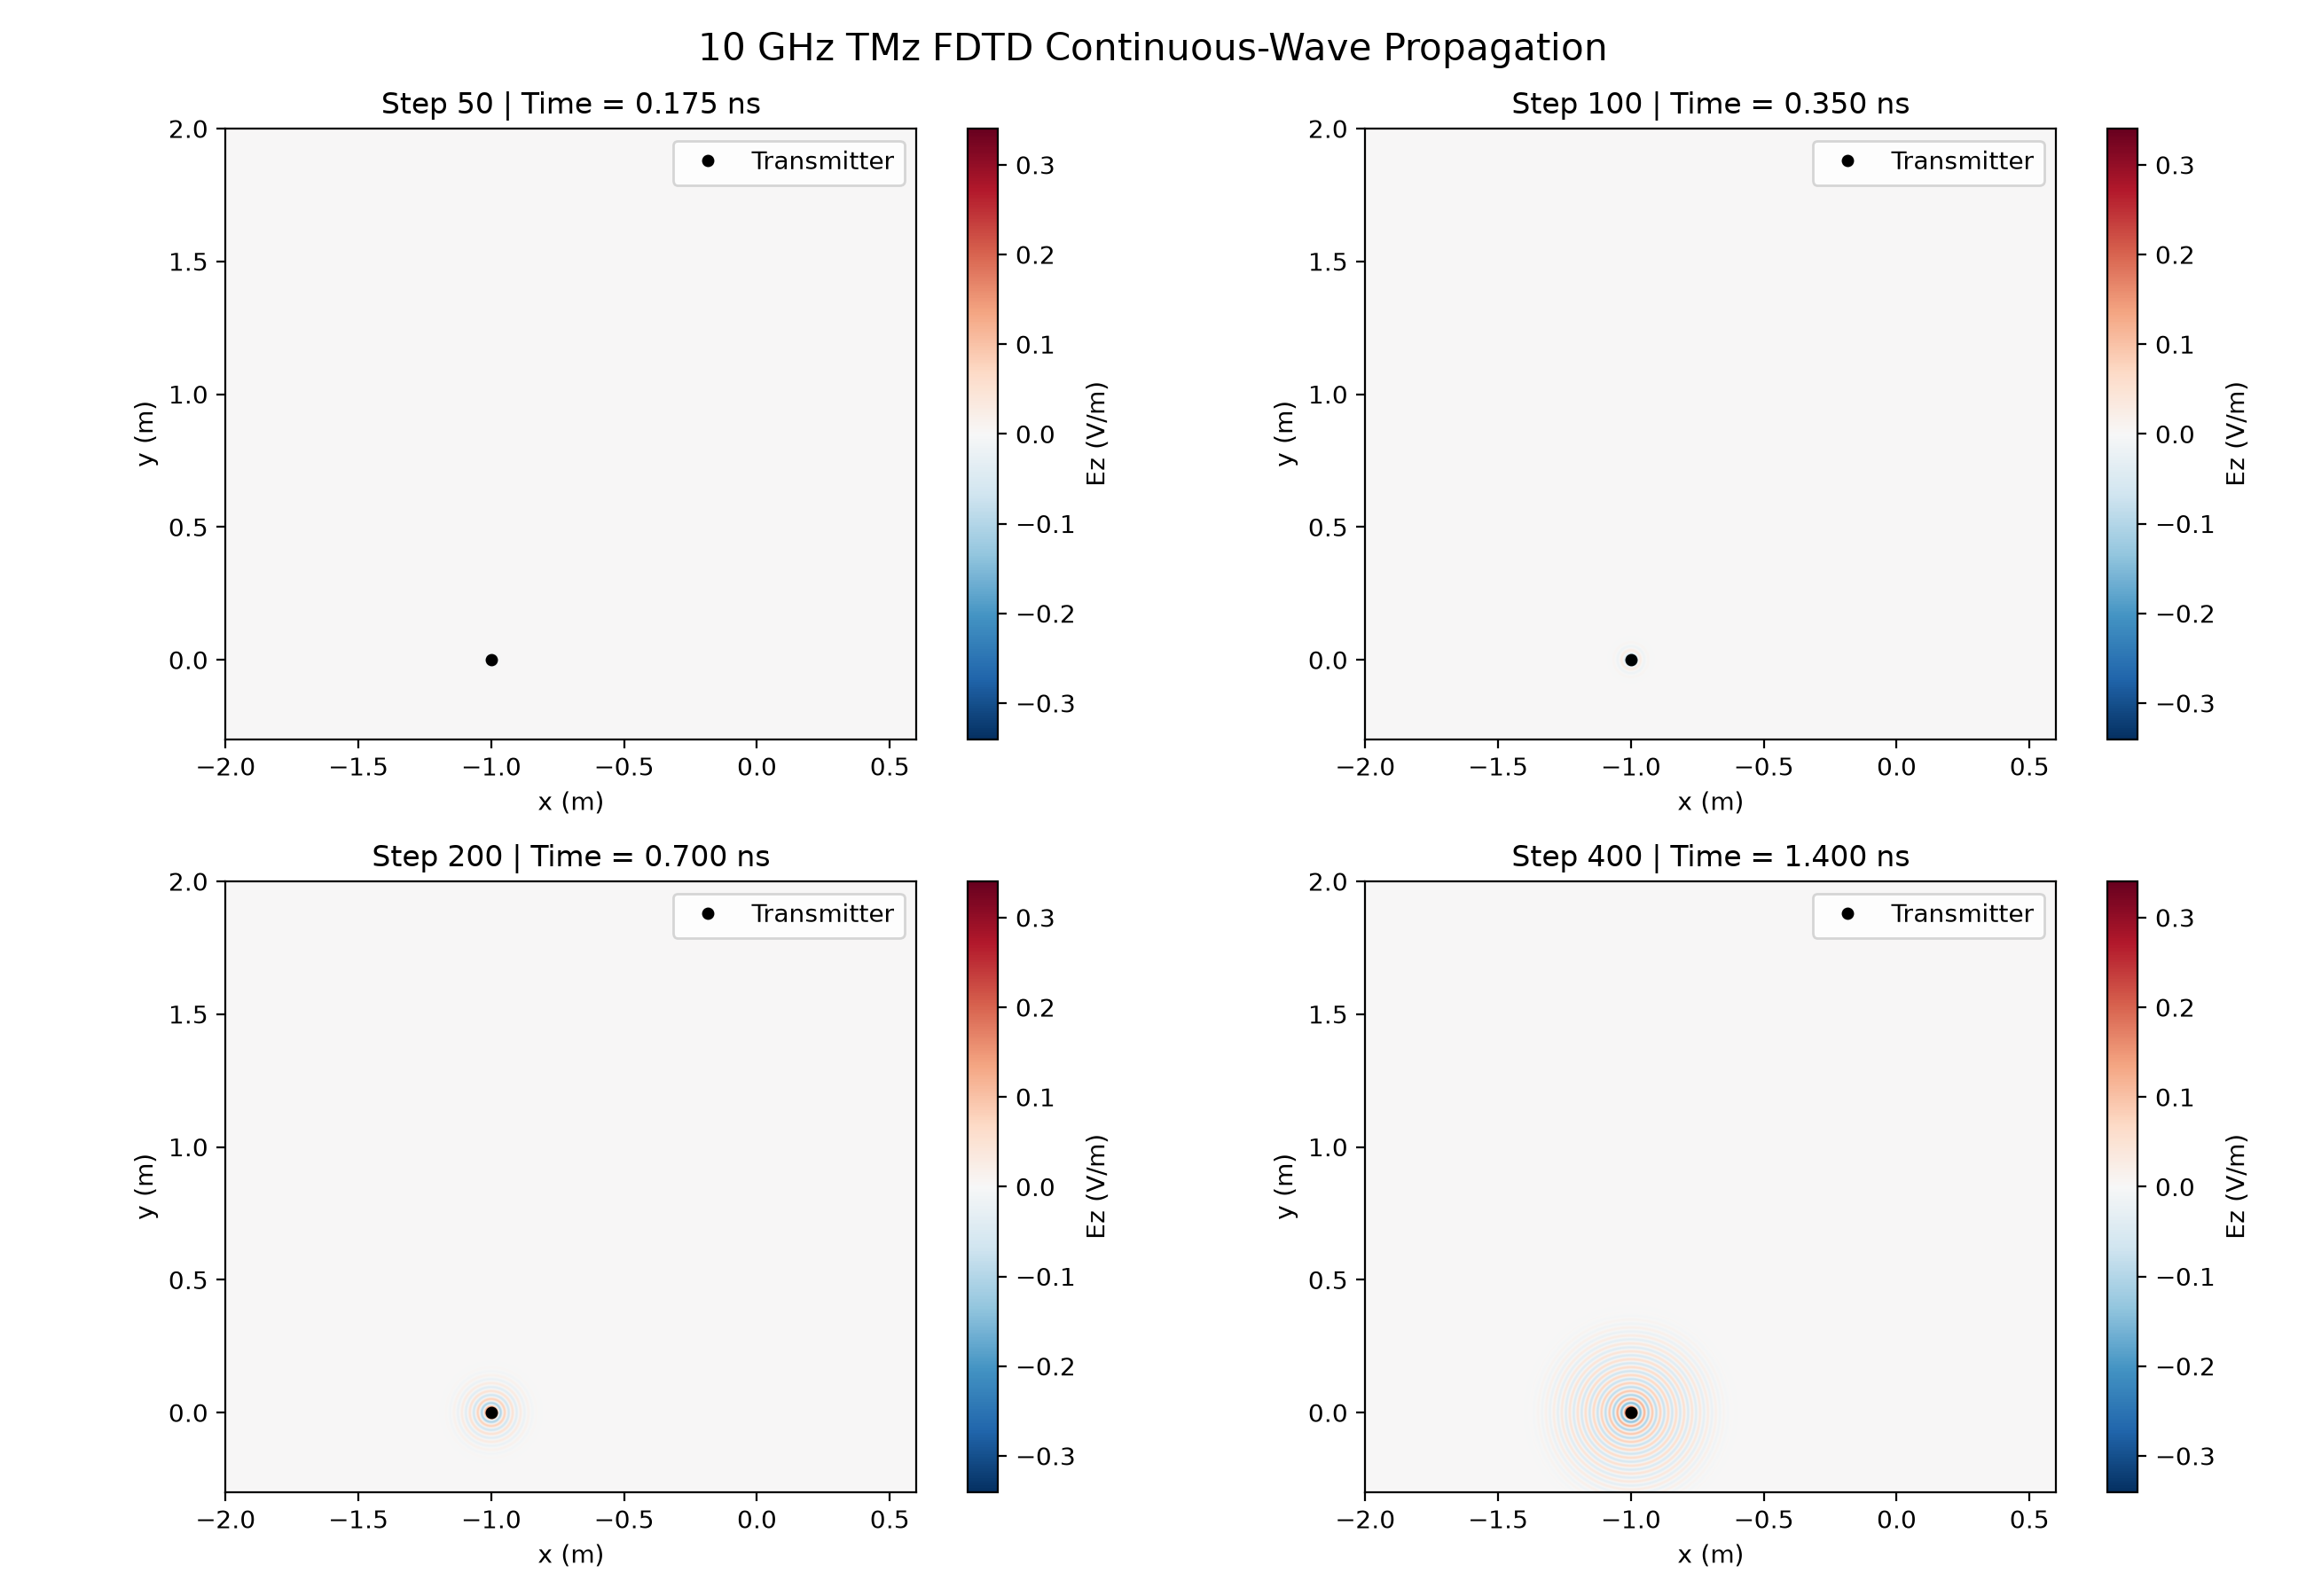 10 GHz TMz FDTD Continuous-Wave Propagation
Step 50 | Time = 0.175 ns
Transmitter
2.0
1.5
1.0
0.5
0.0
y (m)
−2.0 −1.5 −1.0 −0.5 0.0 0.5
x (m)
0.3
0.2
0.1
0.0
−0.1
−0.2
−0.3
Ez (V/m)
Step 100 | Time = 0.350 ns
Transmitter
2.0
1.5
1.0
0.5
0.0
y (m)
−2.0 −1.5 −1.0 −0.5 0.0 0.5
x (m)
0.3
0.2
0.1
0.0
−0.1
−0.2
−0.3
Ez (V/m)
Step 200 | Time = 0.700 ns
Transmitter
2.0
1.5
1.0
0.5
0.0
y (m)
−2.0 −1.5 −1.0 −0.5 0.0 0.5
x (m)
0.3
0.2
0.1
0.0
−0.1
−0.2
−0.3
Ez (V/m)
Step 400 | Time = 1.400 ns
Transmitter
2.0
1.5
1.0
0.5
0.0
y (m)
−2.0 −1.5 −1.0 −0.5 0.0 0.5
x (m)
0.3
0.2
0.1
0.0
−0.1
−0.2
−0.3
Ez (V/m)